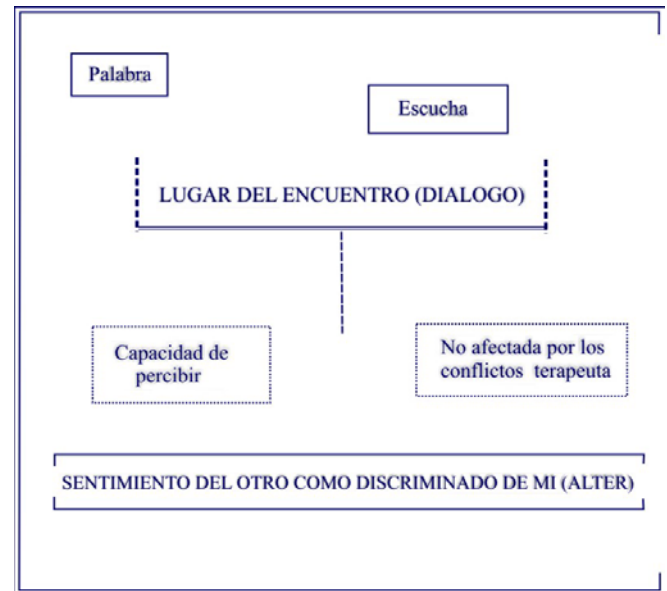 Palabra
Escucha
LUGAR DEL ENCUENTRO (DIALOGO)
Capacidad de
percibir
No afectada por los
conflictos terapeuta
SENTIMIENTO DEL OTRO COMO DISCRIMINADO DE MI (ALTER)